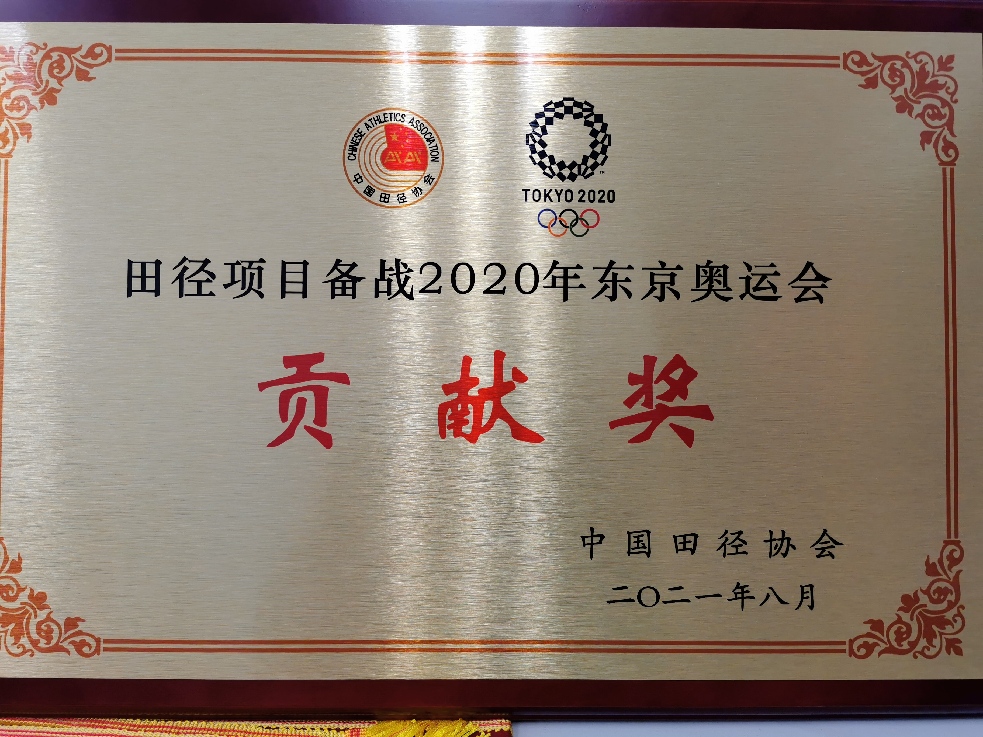 CHINESE ATHLETICS ASSOCIATION
中国田径协会
TOKYO 2020
田径项目备战2020年东京奥运会
贡献奖
中国田径协会
二〇二一年八月